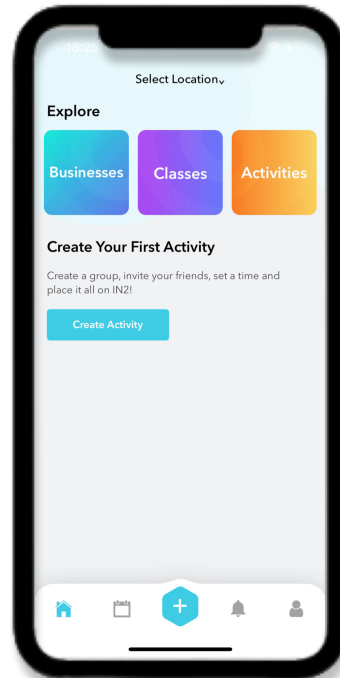 Select Location
Explore
Businesses
Classes
Activities
Create Your First Activity
Create a group, invite your friends, set a time and
place it all on IN2!
Create Activity